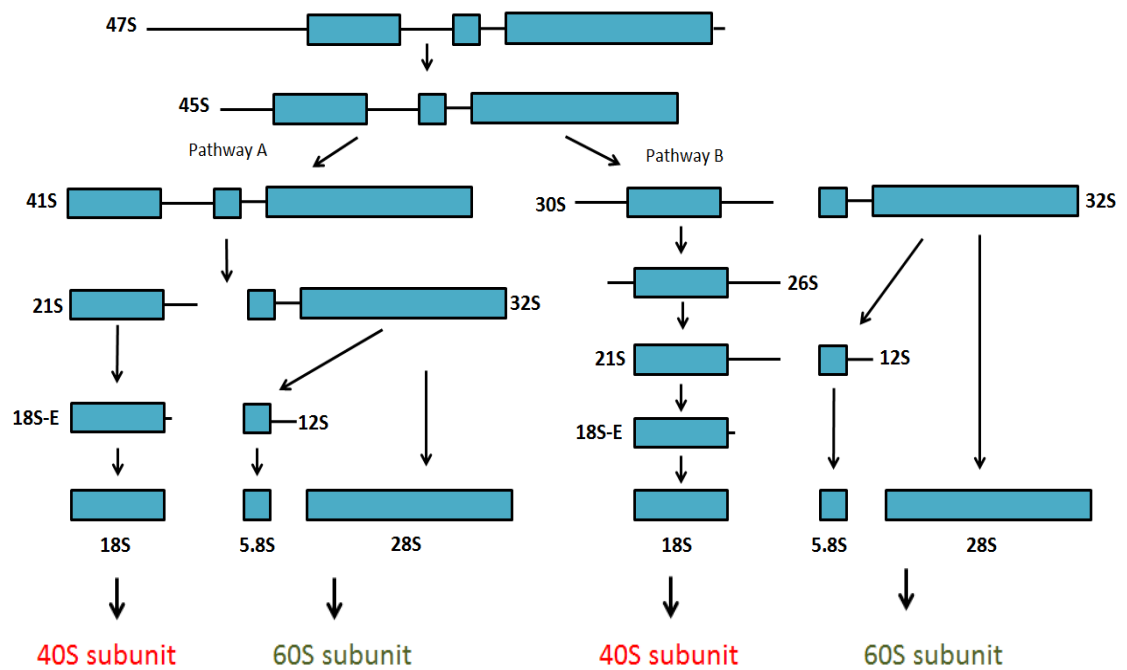 47S
45S
Pathway A
Pathway B
41S
30S
32S
26S
21S
32S
21S
12S
18S-E
12S
18S-E
18S
5.8S
28S
18S
5.8S
28S
40S subunit
60S subunit
40S subunit
60S subunit